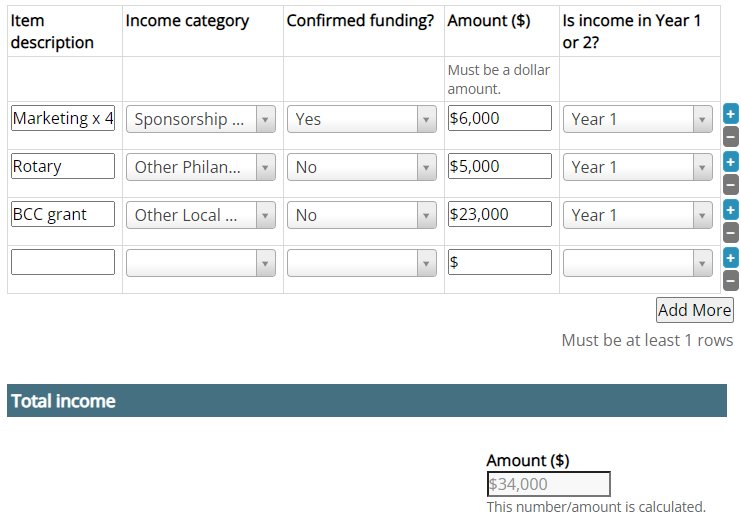 Item description
Income category
Confirmed funding?
Amount ($)
Is income in Year 1 or 2?
Must be a dollar amount.
Marketing x 4
Sponsorship ...
Yes
$6,000
Year 1
+
−
Rotary
Other Philan...
No
$5,000
Year 1
+
−
BCC grant
Other Local ...
No
$23,000
Year 1
+
−
$
+
−
Add More
Must be at least 1 rows
Total income
Amount ($)
$34,000
This number/amount is calculated.